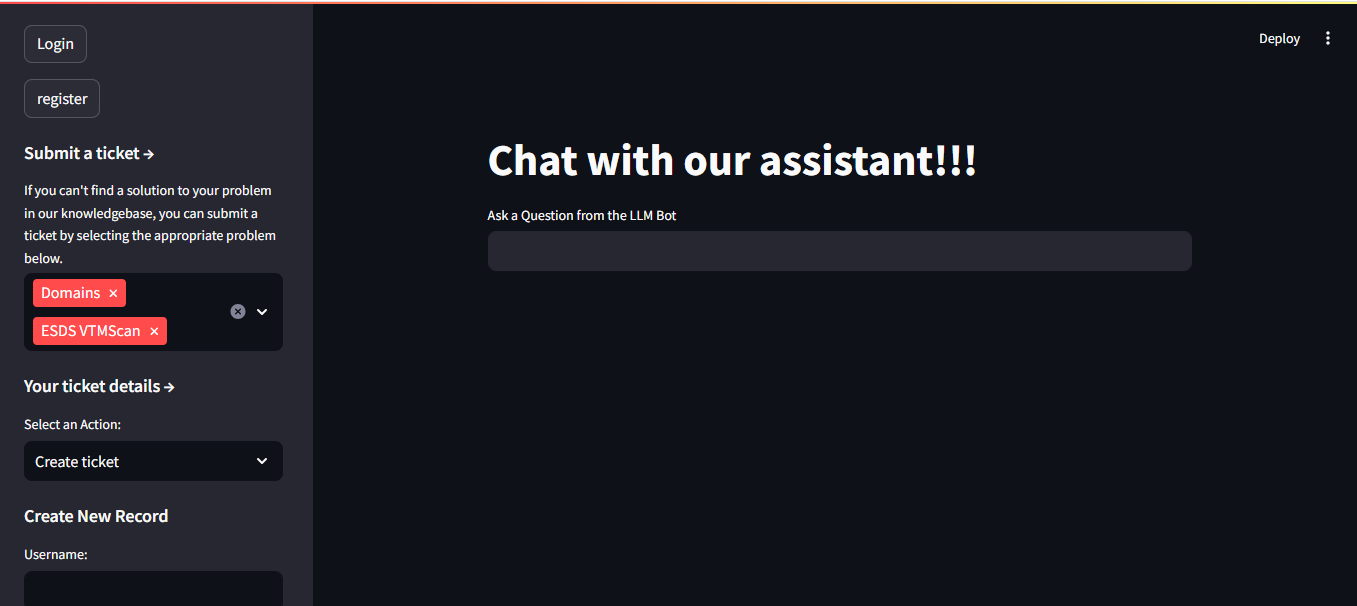 Login
register
Submit a ticket →
If you can't find a solution to your problem
in our knowledgebase, you can submit a
ticket by selecting the appropriate problem
below.
Domains ×
ESDS VTMScan ×
Your ticket details →
Select an Action:
Create ticket
Create New Record
Username:
Deploy
Chat with our assistant!!!
Ask a Question from the LLM Bot